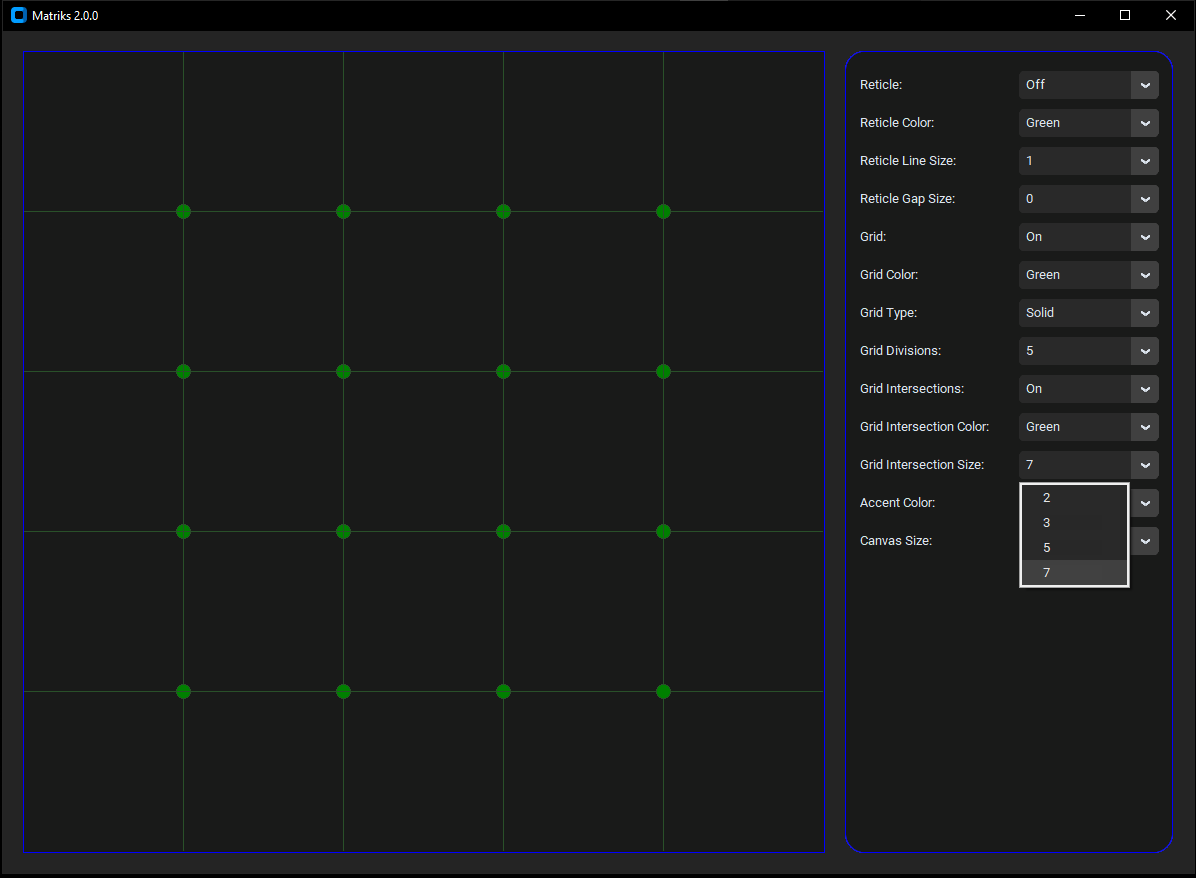 Matriks 2.0.0
Reticle: Off
Reticle Color: Green
Reticle Line Size: 1
Reticle Gap Size: 0
Grid: On
Grid Color: Green
Grid Type: Solid
Grid Divisions: 5
Grid Intersections: On
Grid Intersection Color: Green
Grid Intersection Size: 7
2
Accent Color:
3
Canvas Size:
5
7